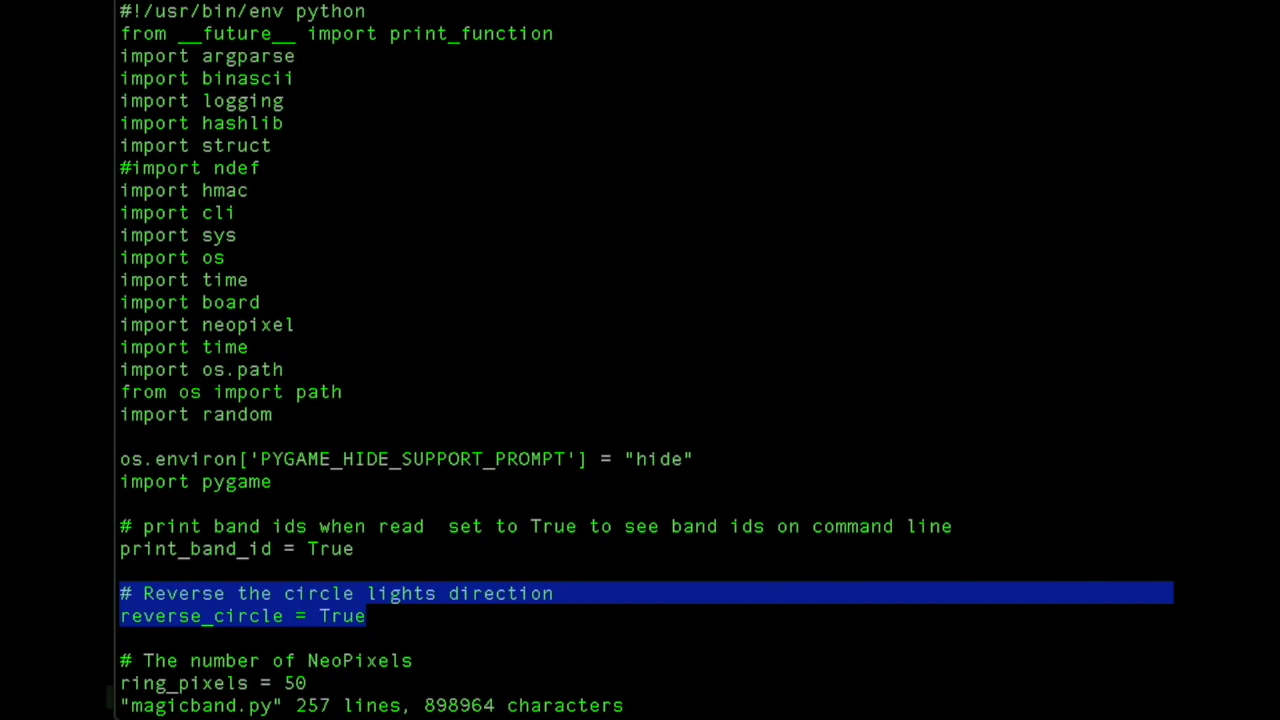 #!/usr/bin/env python
from __future__ import print_function
import argparse
import binascii
import logging
import hashlib
import struct
#import ndef
import hmac
import cli
import sys
import os
import time
import board
import neopixel
import time
import os.path
from os import path
import random
os.environ['PYGAME_HIDE_SUPPORT_PROMPT'] = "hide"
import pygame
# print band ids when read  set to True to see band ids on command line
print_band_id = True
# Reverse the circle lights direction
reverse_circle = True
# The number of NeoPixels
ring_pixels = 50
"magicband.py" 257 lines, 898964 characters